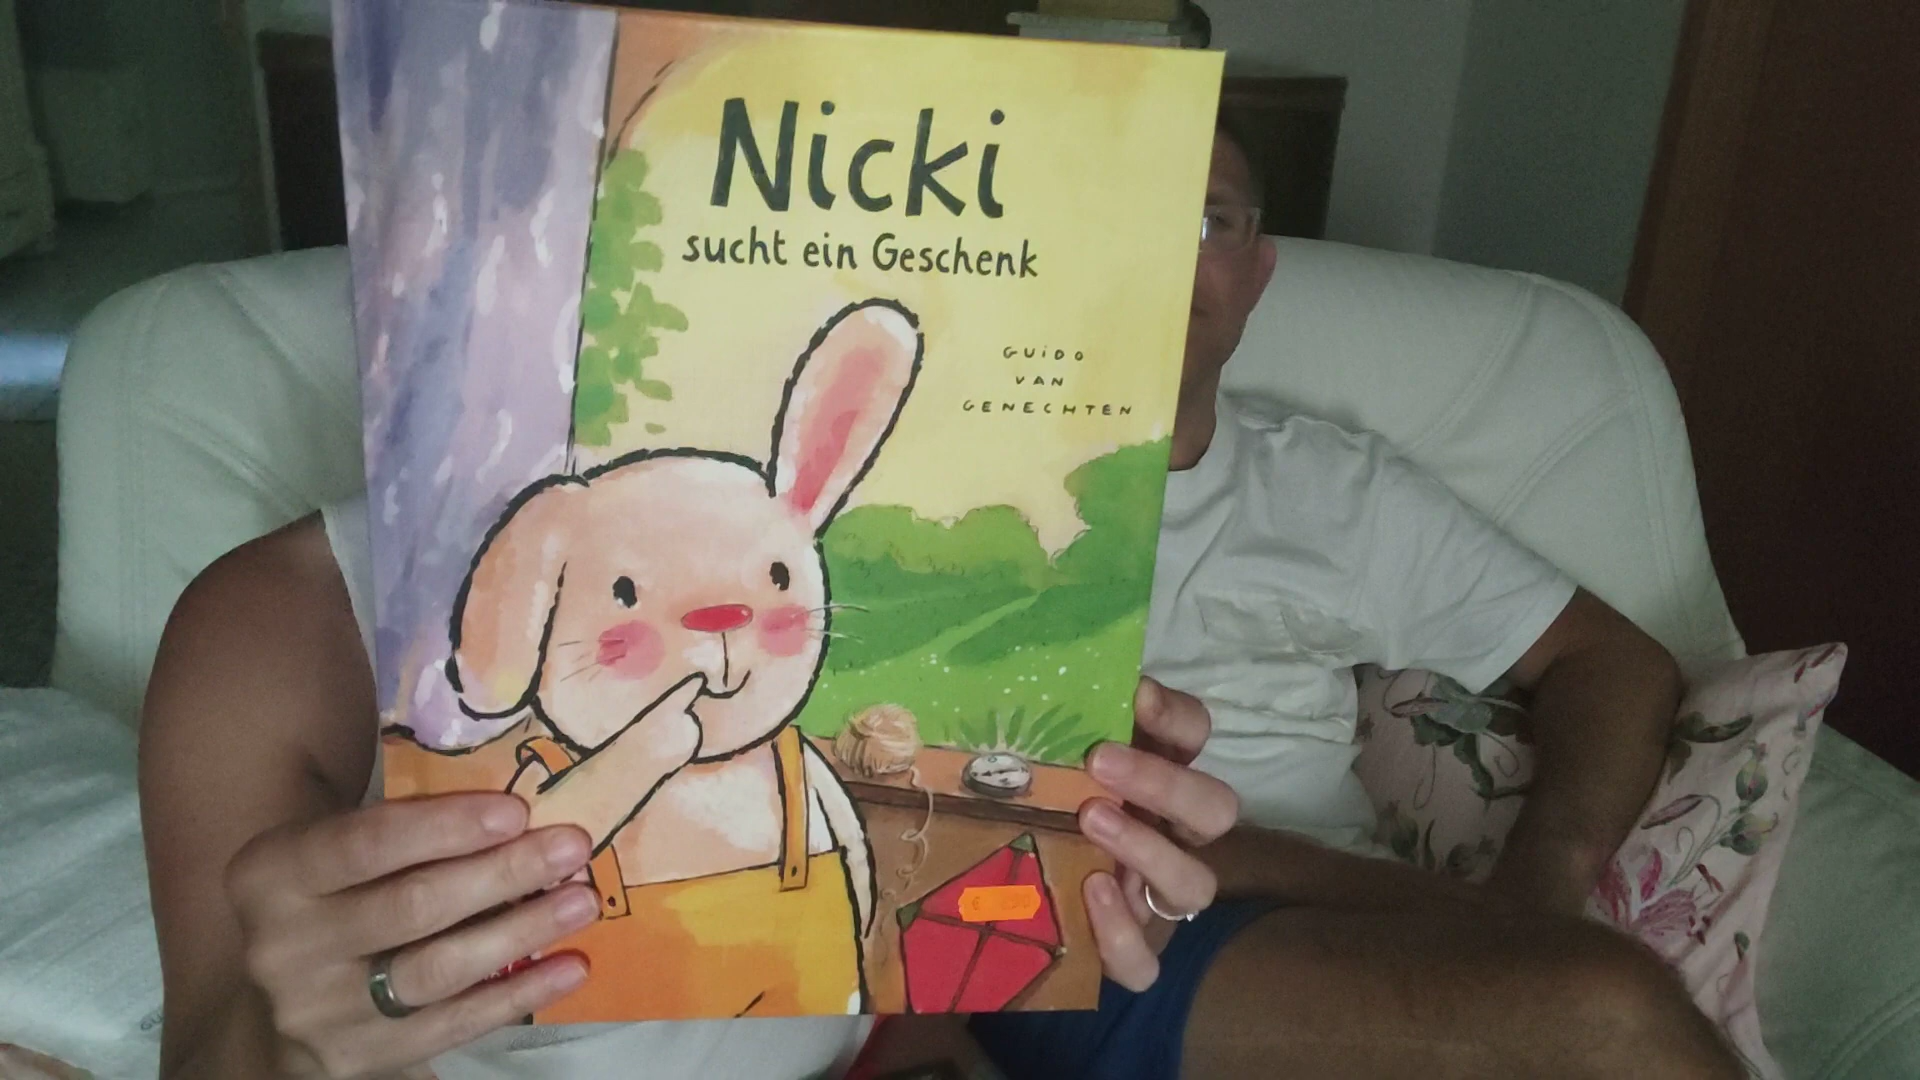 Nicki
sucht ein Geschenk
GUiDO
VAN
GENECHTEN